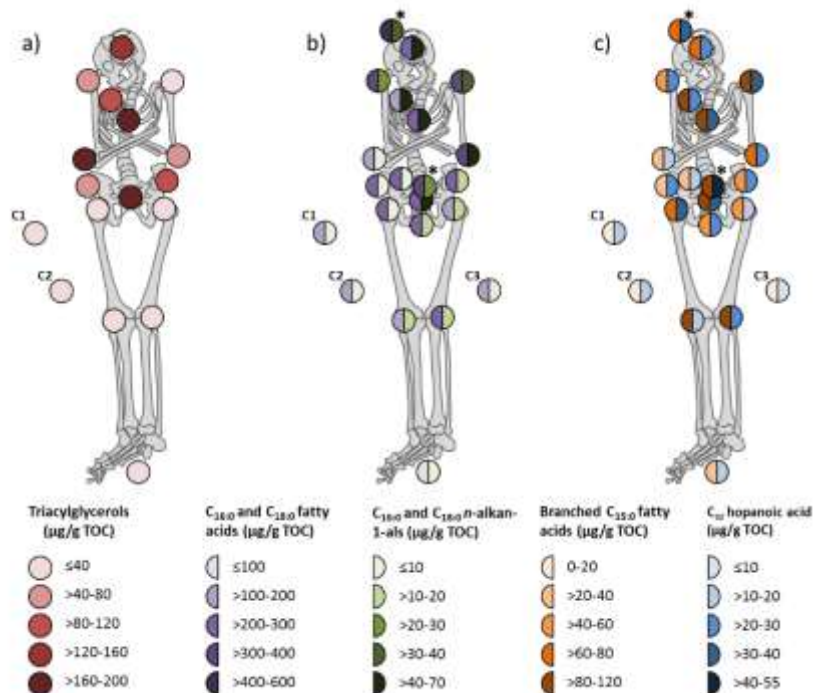 a)
b)
c)
*
*
*
*
C1
C2
C1
C2
C3
C1
C2
C3
Triacylglycerols
(µg/g TOC)
≤40
>40-80
>80-120
>120-160
>160-200
C16:0 and C18:0 fatty
acids (µg/g TOC)
≤100
>100-200
>200-300
>300-400
>400-600
C16:0 and C18:0 n-alkan-
1-als (µg/g TOC)
≤10
>10-20
>20-30
>30-40
>40-70
Branched C15:0 fatty
acids (µg/g TOC)
0-20
>20-40
>40-60
>60-80
>80-120
hopanoic acid
(µg/g TOC)
≤10
>10-20
>20-30
>30-40
>40-55